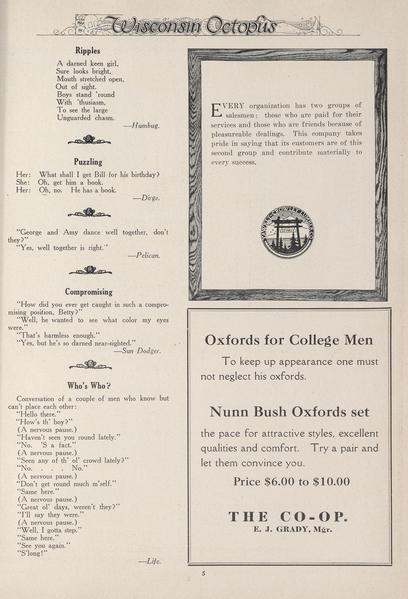 Wisconsin Octopus
Ripples
A darned keen girl,
Sure looks bright,
Mouth stretched open,
Out of sight.
Boys stand 'round
With 'thusiasm,
To see the large
Unguarded chasm.
—Humbug.
Puzzling
Her: What shall I get Bill for his birthday?
She: Oh, get him a book.
Her: Oh, no. He has a book.
—Dirge.
"George and Amy dance well together, don't
they?"
"Yes, well together is right."
—Pelican.
Compromising
"How did you ever get caught in such a compro-
mising position, Betty?"
"Well, he wanted to see what color my eyes
were."
"That's harmless enough."
"Yes, but he's so darned near-sighted."
—Sun Dodger.
Who's Who?
Conversation of a couple of men who know but
can't place each other:
"Hello there."
"How's th' boy?"
(A nervous pause.)
"Haven't seen you round lately."
"No. 'S a fact."
(A nervous pause.)
"Seen any of th' ol' crowd lately?"
"No. . . . No."
(A nervous pause.)
"Don't get round much m'self."
"Same here."
(A nervous pause.)
"Great ol' days, weren't they?"
"I'll say they were."
(A nervous pause.)
"Well, I gotta step."
"Same here."
"See you again."
"S'long!"
—Life.
EVERY organization has two groups of
salesmen: those who are paid for their
services and those who are friends because of
pleasureable dealings. This company takes
pride in saying that its customers are of this
second group and contribute materially to
every success.
Oxfords for College Men
To keep up appearance one must
not neglect his oxfords.
Nunn Bush Oxfords set
the pace for attractive styles, excellent
qualities and comfort. Try a pair and
let them convince you.
Price $6.00 to $10.00
THE CO-OP.
E. J. GRADY, Mgr.
5